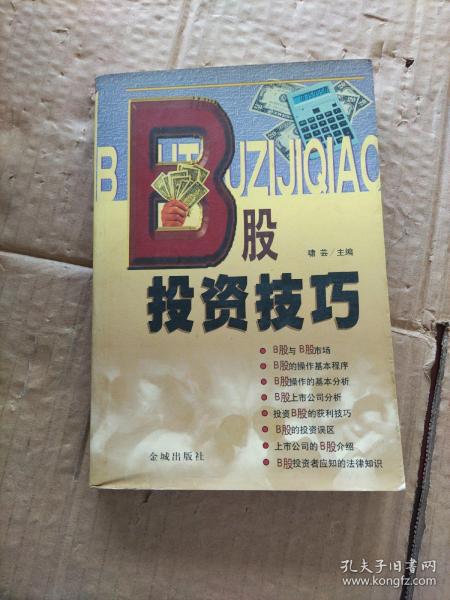 B GUTOUZIJIQIAO
B股
啸芸/主编
投资技巧
●B股与B股市场
●B股的操作基本程序
●B股操作的基本分析
●B股上市公司分析
●投资B股的获利技巧
●B股的投资误区
●上市公司的B股介绍
●B股投资者应知的法律知识
金城出版社
孔夫子旧书网
www.kongfz.com